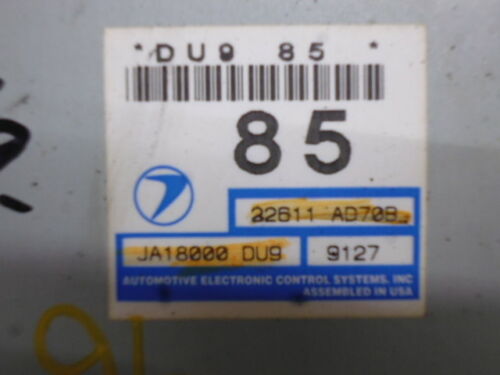 *DU9 85 *
85
22611 AD70B
JA18000 DU9 9127
AUTOMOTIVE ELECTRONIC CONTROL SYSTEMS, INC
ASSEMBLED IN USA